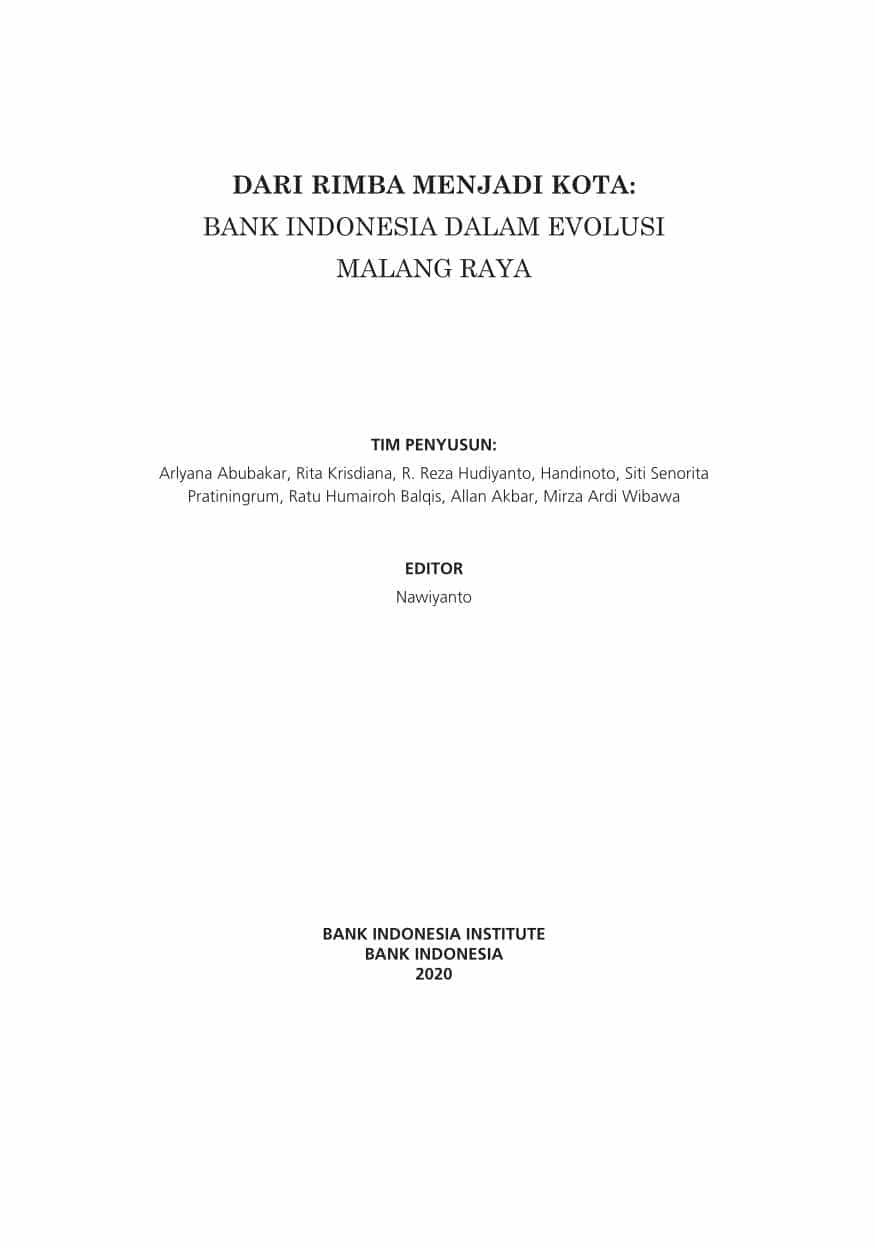 DARI RIMBA MENJADI KOTA:
BANK INDONESIA DALAM EVOLUSI
MALANG RAYA
TIM PENYUSUN:
Arlyana Abubakar, Rita Krisdiana, R. Reza Hudiyanto, Handinoto, Siti Senorita
Pratiningrum, Ratu Humairoh Balqis, Allan Akbar, Mirza Ardi Wibawa
EDITOR
Nawiyanto
BANK INDONESIA INSTITUTE
BANK INDONESIA
2020